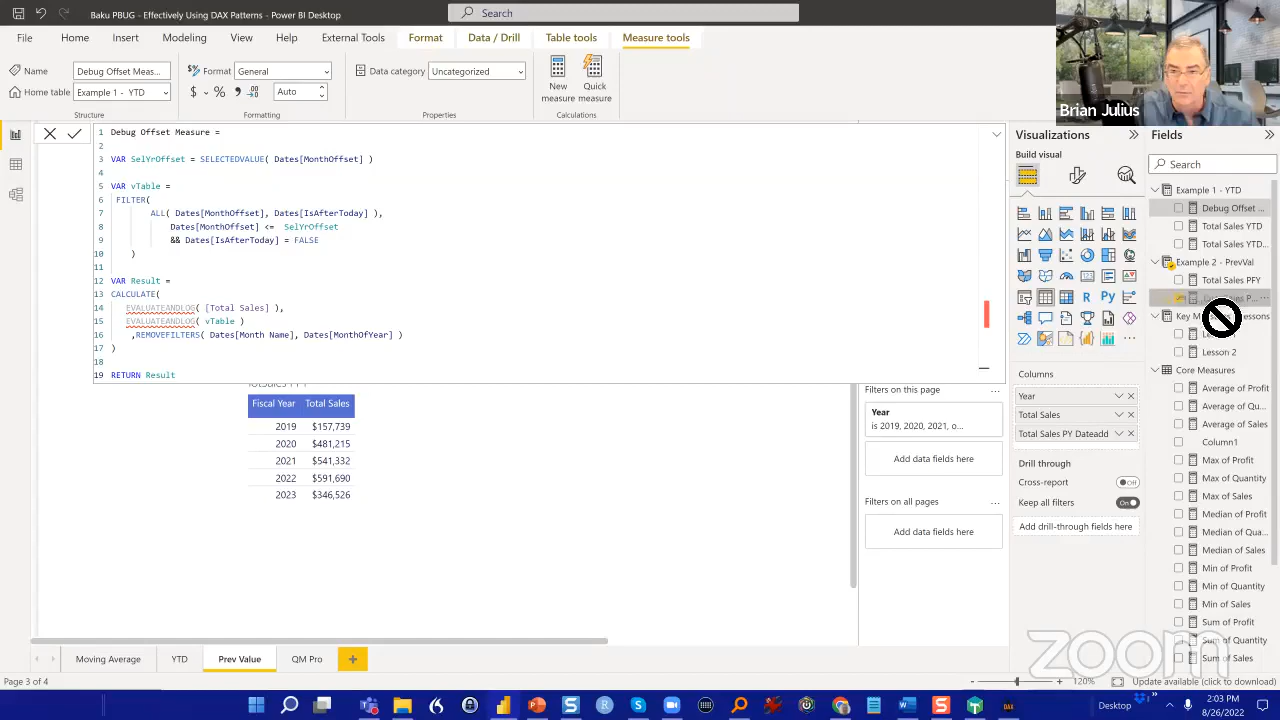 Baku PBUG – Effectively Using DAX Patterns - Power BI Desktop
Search
File Home Insert Modeling View Help External Tools Format Data / Drill Table tools Measure tools
Name Debug Offset Meas...
Format General
Data category Uncategorized
New measure
Quick measure
Home table Example 1 - YTD
$ % Auto
Structure Formatting Properties Calculations
Brian Julius
1 Debug Offset Measure =
2
3 VAR SelYrOffset = SELECTEDVALUE( Dates[MonthOffset] )
4
5 VAR vTable =
6 FILTER(
7 ALL( Dates[MonthOffset], Dates[IsAfterToday] ),
8 Dates[MonthOffset] <= SelYrOffset
9 && Dates[IsAfterToday] = FALSE
10 )
11
12 VAR Result =
13 CALCULATE(
14 EVALUATEANDLOG( [Total Sales] ),
15 EVALUATEANDLOG( vTable )
16 ,REMOVEFILTERS( Dates[Month Name], Dates[MonthOfYear] )
17 )
18
19 RETURN Result
Fiscal Year Total Sales
2019 $157,739
2020 $481,215
2021 $541,332
2022 $591,690
2023 $346,526
Filters on this page
Year
is 2019, 2020, 2021, o...
Add data fields here
Filters on all pages
Add data fields here
Visualizations
Build visual
Columns
Year
Total Sales
Total Sales PY Dateadd
Drill through
Cross-report Off
Keep all filters On
Add drill-through fields here
Fields
Search
Example 1 - YTD
Debug Offset ...
Total Sales YTD
Total Sales YTD...
Example 2 - PrevVal
Total Sales PFY
Lesson 2
Core Measures
Average of Profit
Average of Qu...
Average of Sales
Column1
Max of Profit
Max of Quantity
Max of Sales
Median of Profit
Median of Qua...
Median of Sales
Min of Profit
Min of Quantity
Min of Sales
Sum of Profit
Sum of Quantity
Sum of Sales
zoom
Moving Average YTD Prev Value QM Pro
Page 3 of 4
120%
Update available (click to download)
Desktop
2:03 PM
8/26/2022